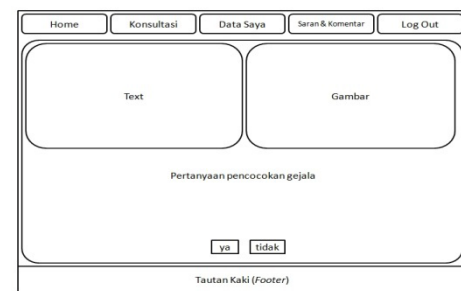 Home Konsultasi Data Saya Saran & Komentar Log Out
Text Gambar
Pertanyaan pencocokan gejala
ya tidak
Tautan Kaki (Footer)